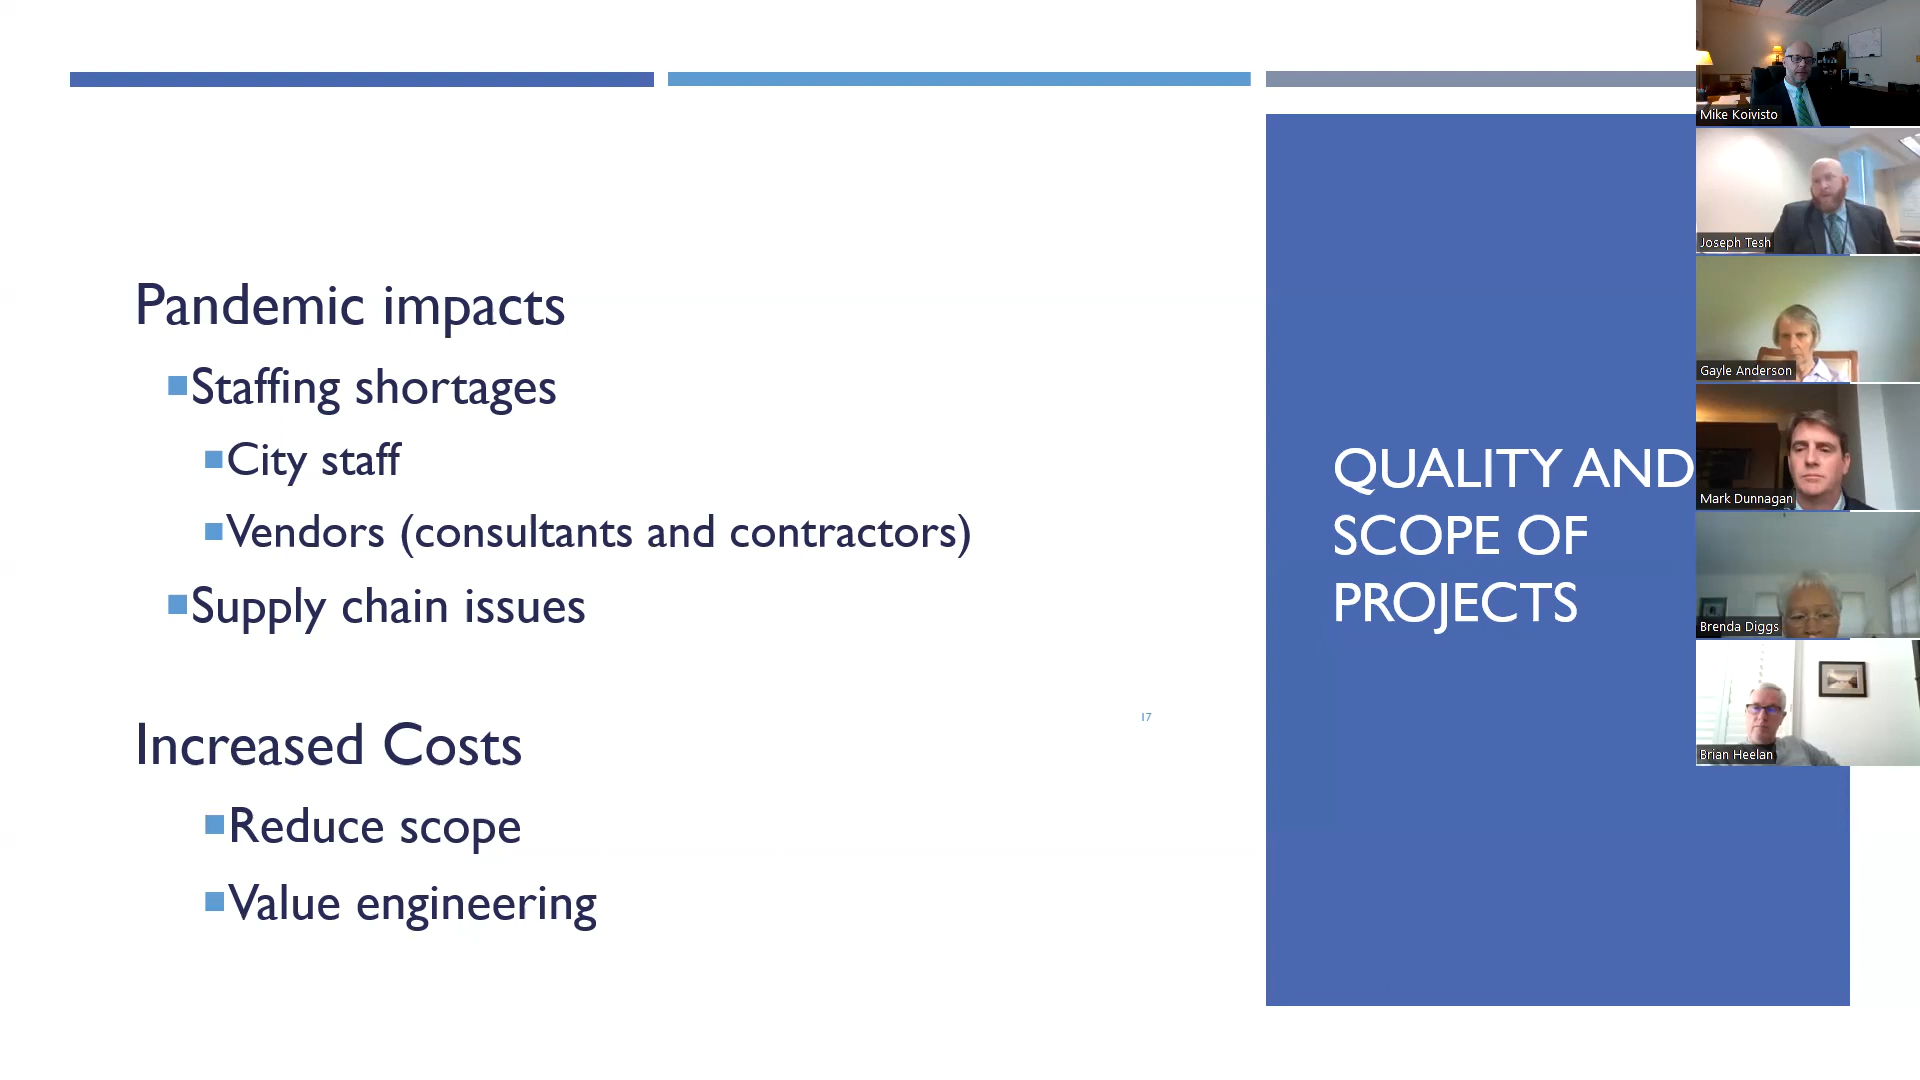 Pandemic impacts
Staffing shortages
City staff
Vendors (consultants and contractors)
Supply chain issues
Increased Costs
Reduce scope
Value engineering
17
QUALITY AND
SCOPE OF
PROJECTS
Mike Koivisto
Joseph Tesh
Gayle Anderson
Mark Dunnagan
Brenda Diggs
Brian Heelan